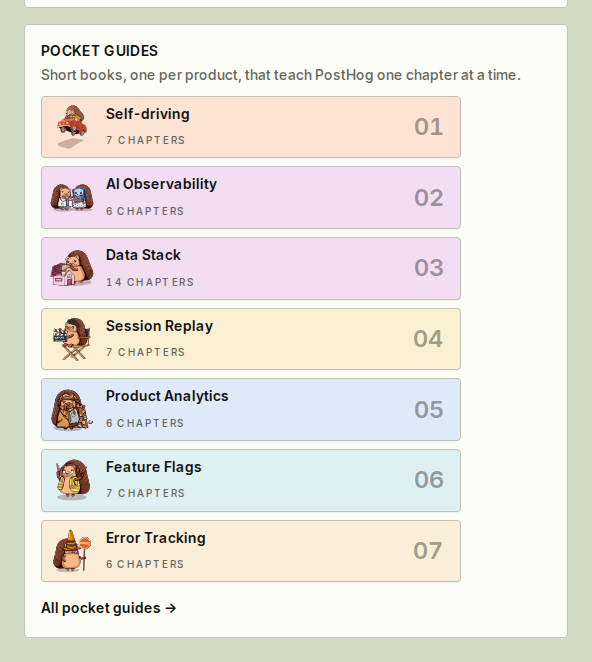 POCKET GUIDES
Short books, one per product, that teach PostHog one chapter at a time.
Self-driving
7 CHAPTERS
01
AI Observability
6 CHAPTERS
02
Data Stack
14 CHAPTERS
03
Session Replay
7 CHAPTERS
04
Product Analytics
6 CHAPTERS
05
Feature Flags
7 CHAPTERS
06
Error Tracking
6 CHAPTERS
07
All pocket guides →